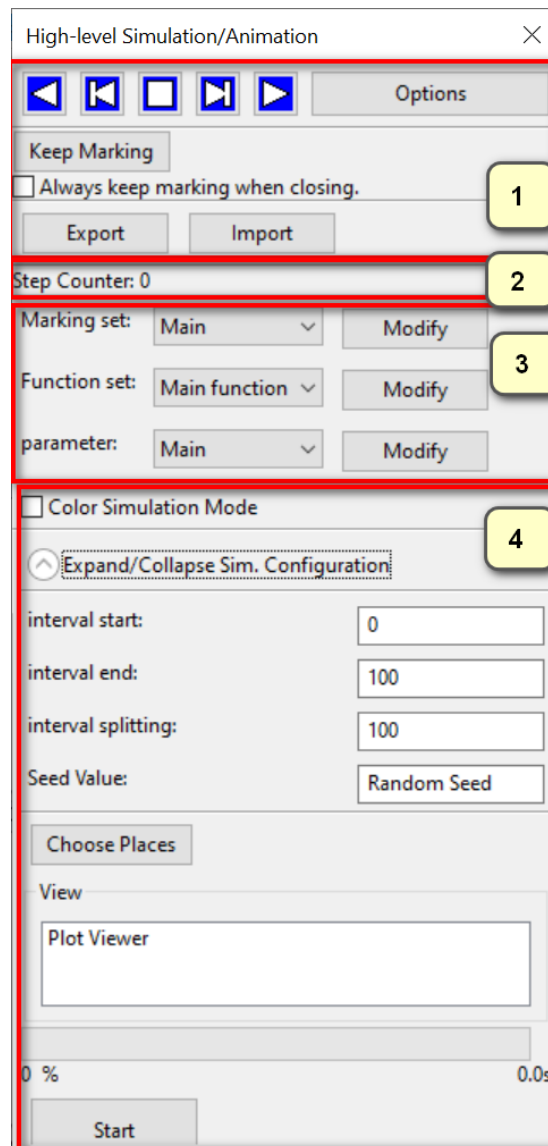 High-level Simulation/Animation
Options
Keep Marking
Always keep marking when closing.
1
Export Import
Step Counter: 0
2
Marking set: Main Modify
3
Function set: Main function Modify
parameter: Main Modify
Color Simulation Mode
4
Expand/Collapse Sim. Configuration
interval start: 0
interval end: 100
interval splitting: 100
Seed Value: Random Seed
Choose Places
View
Plot Viewer
0 % 0.0s
Start